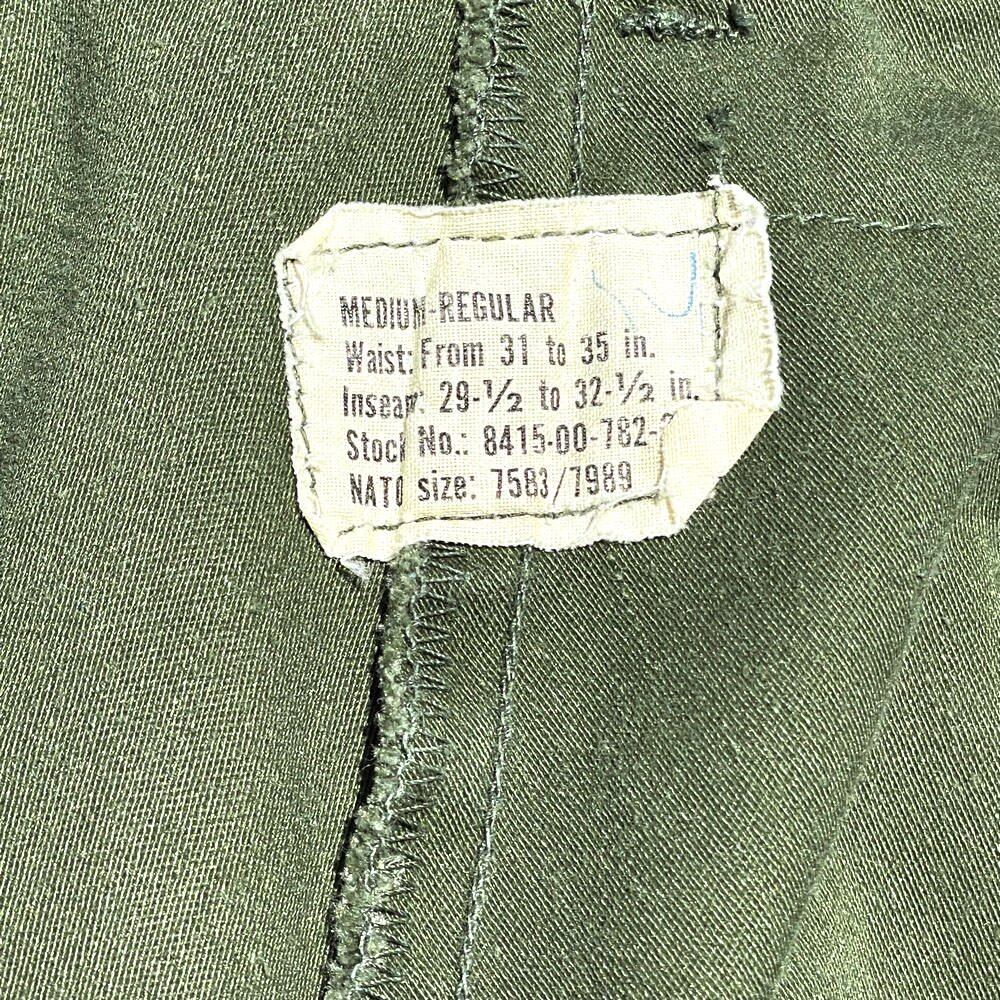 MEDIUM-REGULAR
Waist: From 31 to 35 in.
Inseam: 29-1/2 to 32-1/2 in.
Stock No.: 8415-00-782-
NATO size: 7583/7989